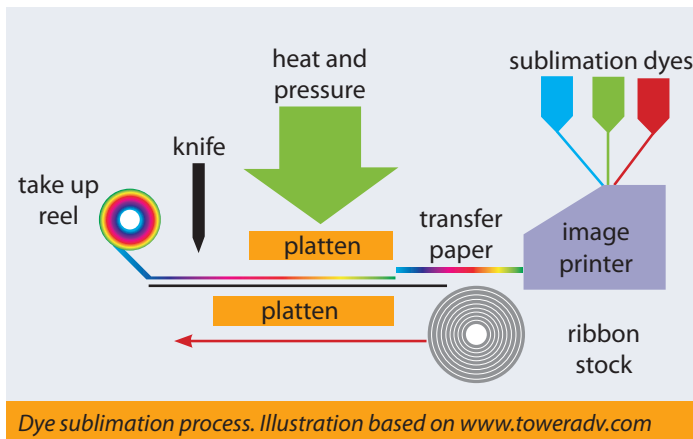 heat and
pressure
sublimation dyes
knife
take up
reel
platten
transfer
paper
image
printer
platten
ribbon
stock
Dye sublimation process. Illustration based on www.toweradv.com